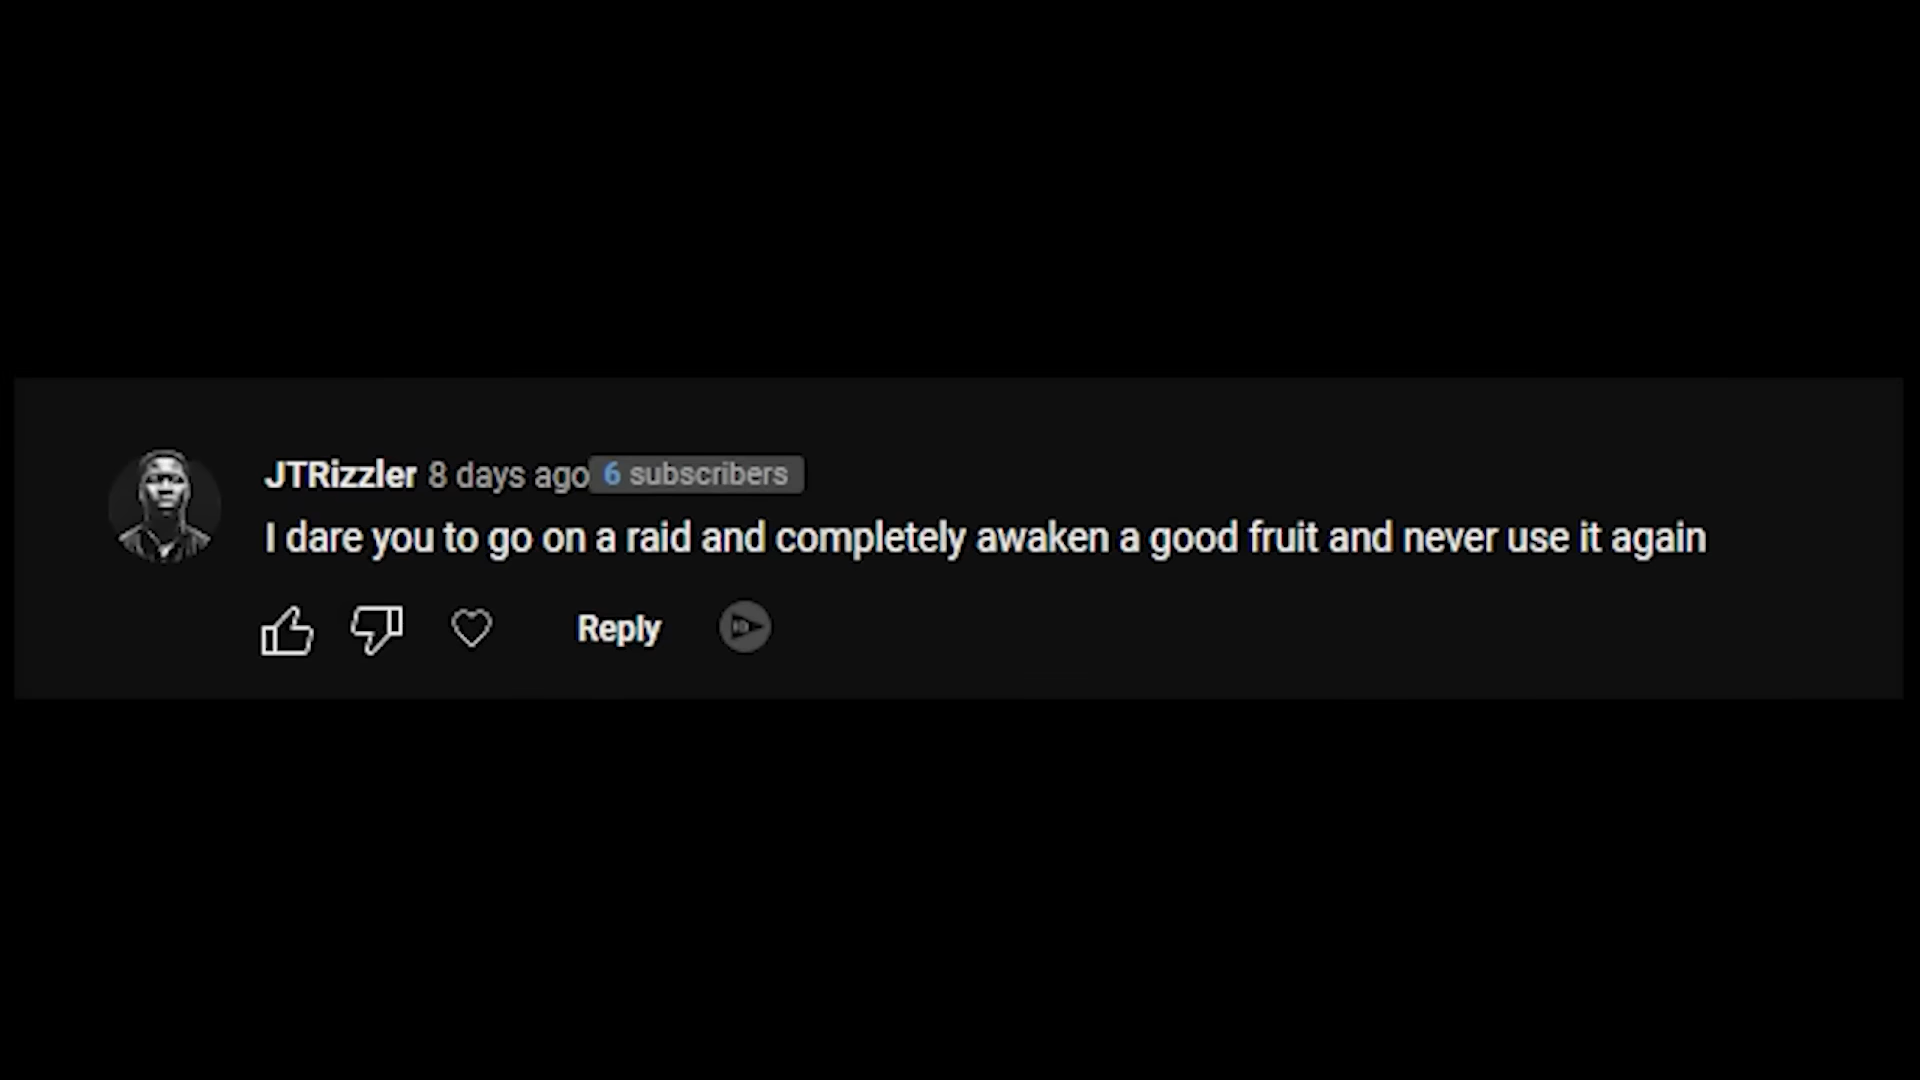 JTRizzler 8 days ago 6 subscribers
I dare you to go on a raid and completely awaken a good fruit and never use it again
Reply